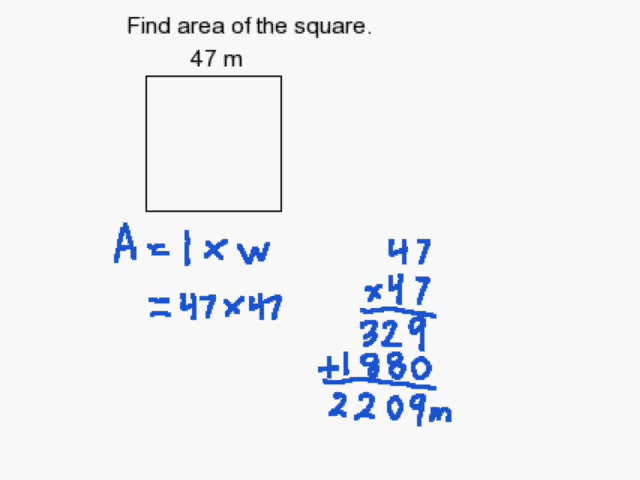 Find area of the square.
47 m
A = l x w
= 47 x 47
47
x 47
329
+1880
2209m